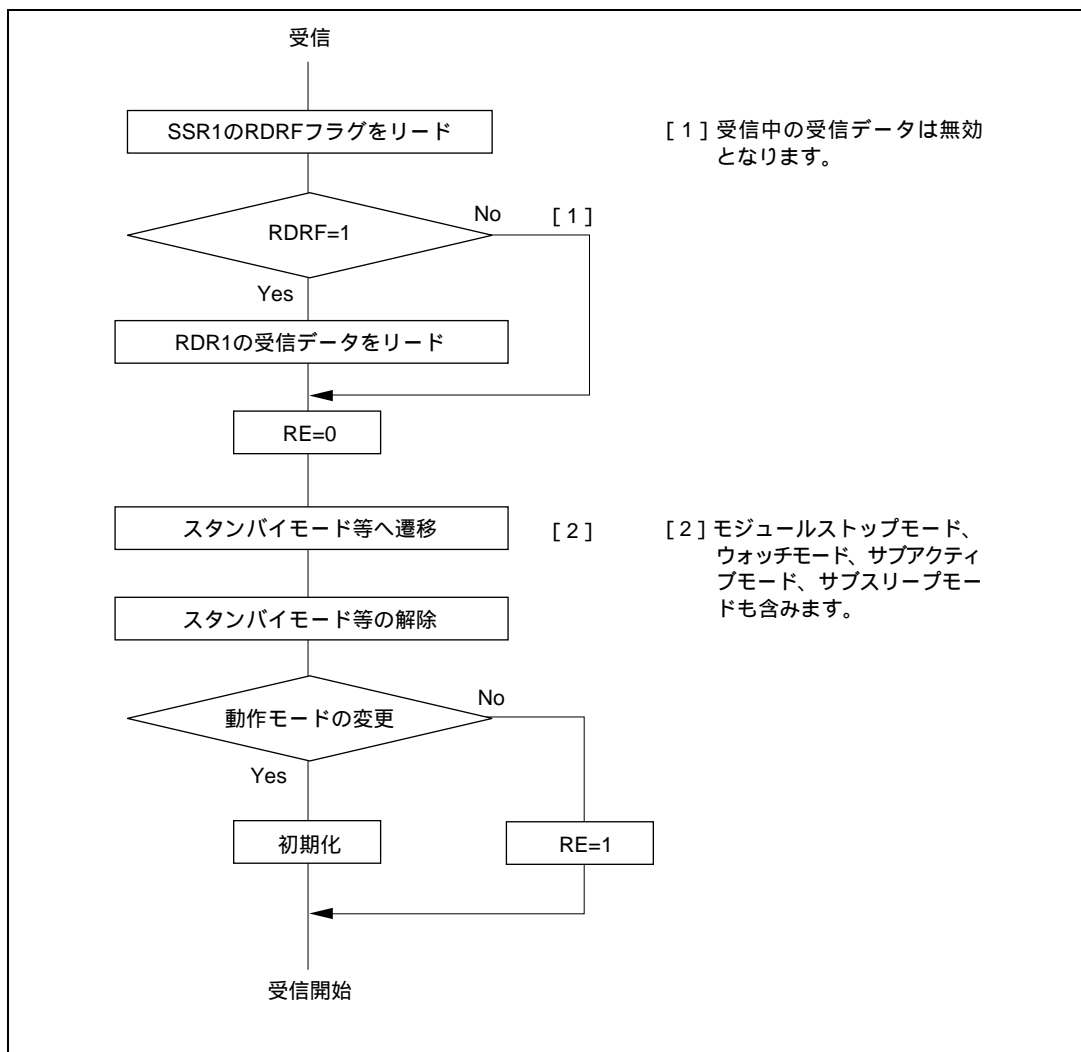 受信
SSR1のRDRFフラグをリード
[ 1 ] 受信中の受信データは無効
となります。
RDRF=1
No
[ 1 ]
Yes
RDR1の受信データをリード
RE=0
スタンバイモード等へ遷移
[ 2 ]
[ 2 ] モジュールストップモード、
ウォッチモード、サブアクティ
ブモード、サブスリープモー
ドも含みます。
スタンバイモード等の解除
動作モードの変更
No
Yes
初期化
RE=1
受信開始